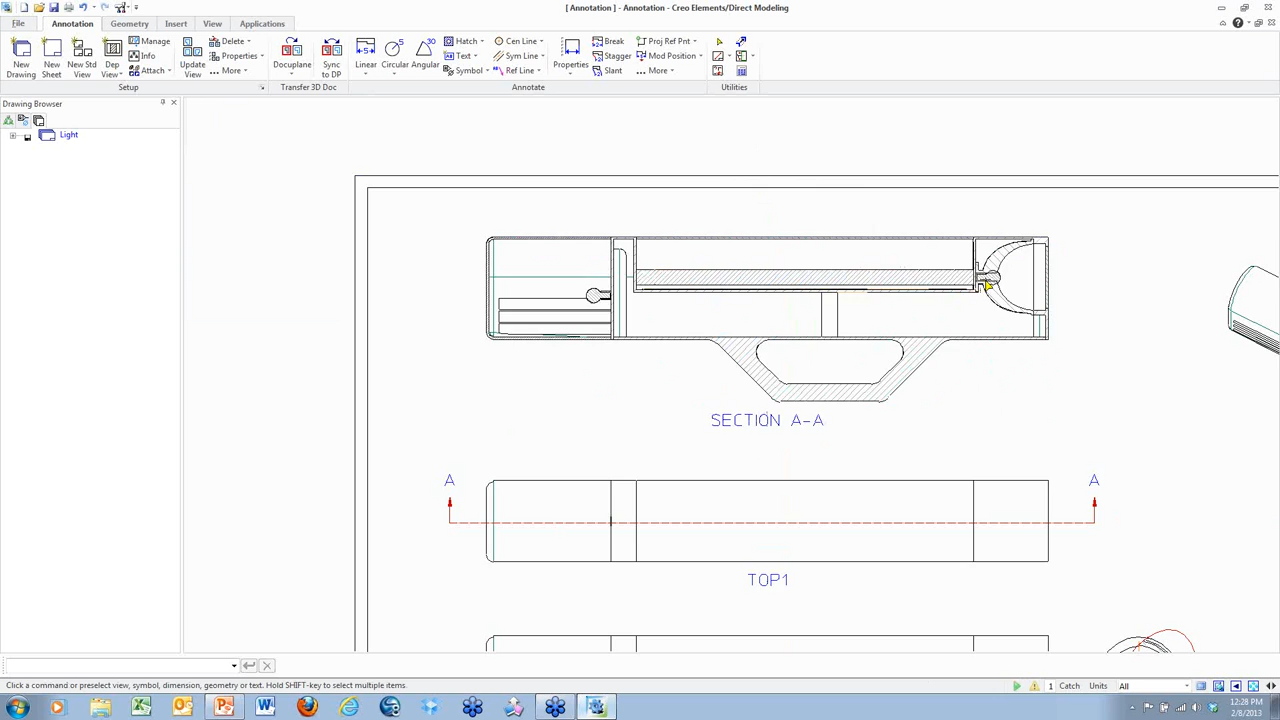 [ Annotation ] - Annotation - Creo Elements/Direct Modeling
File Annotation Geometry Insert View Applications
New Drawing
New Sheet
New Std View
Dep View
Manage
Info
Attach
Update View
Delete
Properties
More
Docuplane
Sync to DP
Linear
Circular
Angular
Hatch
Text
Symbol
Cen Line
Sym Line
Ref Line
Properties
Break
Stagger
Slant
Proj Ref Pnt
Mod Position
More
Setup Transfer 3D Doc Annotate Utilities
Drawing Browser
Light
SECTION A-A
A A
TOP1
Click a command or preselect view, symbol, dimension, geometry or text. Hold SHIFT-key to select multiple items.
1 Catch Units All
12:28 PM
2/8/2013